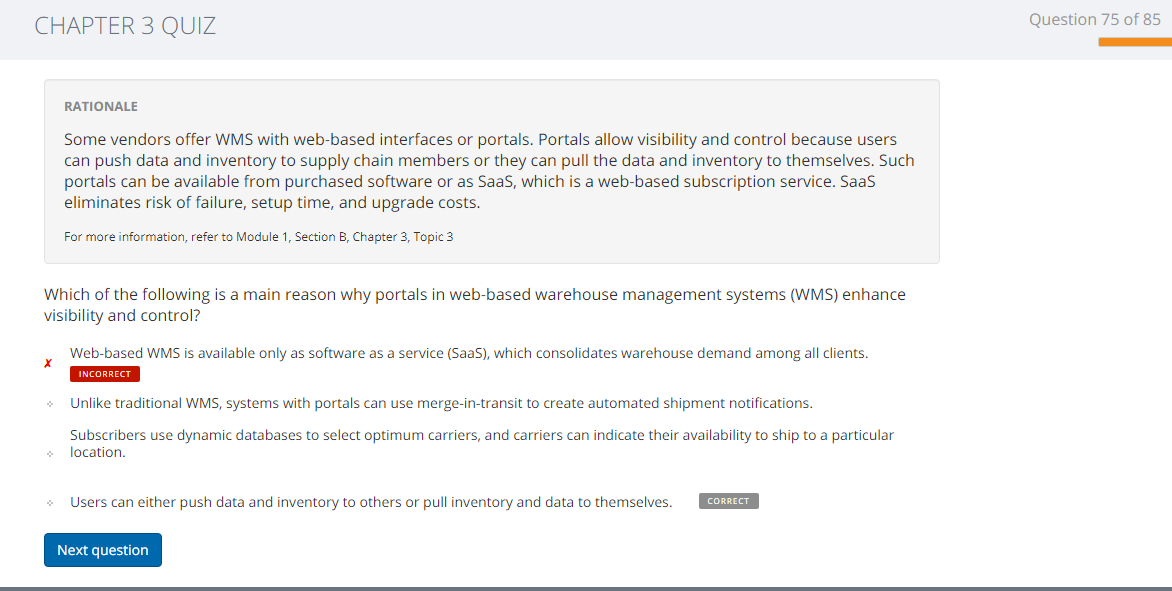 CHAPTER 3 QUIZ
Question 75 of 85
RATIONALE
Some vendors offer WMS with web-based interfaces or portals. Portals allow visibility and control because users
can push data and inventory to supply chain members or they can pull the data and inventory to themselves. Such
portals can be available from purchased software or as SaaS, which is a web-based subscription service. SaaS
eliminates risk of failure, setup time, and upgrade costs.
For more information, refer to Module 1, Section B, Chapter 3, Topic 3
Which of the following is a main reason why portals in web-based warehouse management systems (WMS) enhance
visibility and control?
Web-based WMS is available only as software as a service (SaaS), which consolidates warehouse demand among all clients.
INCORRECT
Unlike traditional WMS, systems with portals can use merge-in-transit to create automated shipment notifications.
Subscribers use dynamic databases to select optimum carriers, and carriers can indicate their availability to ship to a particular
location.
Users can either push data and inventory to others or pull inventory and data to themselves. CORRECT
Next question